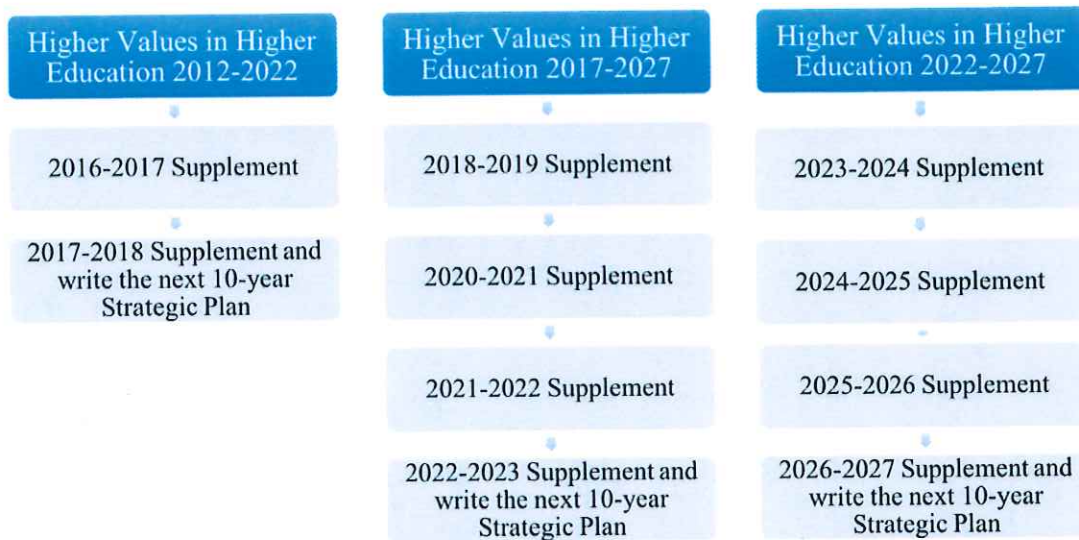 Higher Values in Higher
Education 2012-2022
2016-2017 Supplement
2017-2018 Supplement and
write the next 10-year
Strategic Plan
Higher Values in Higher
Education 2017-2027
2018-2019 Supplement
2020-2021 Supplement
2021-2022 Supplement
2022-2023 Supplement and
write the next 10-year
Strategic Plan
Higher Values in Higher
Education 2022-2027
2023-2024 Supplement
2024-2025 Supplement
2025-2026 Supplement
2026-2027 Supplement and
write the next 10-year
Strategic Plan